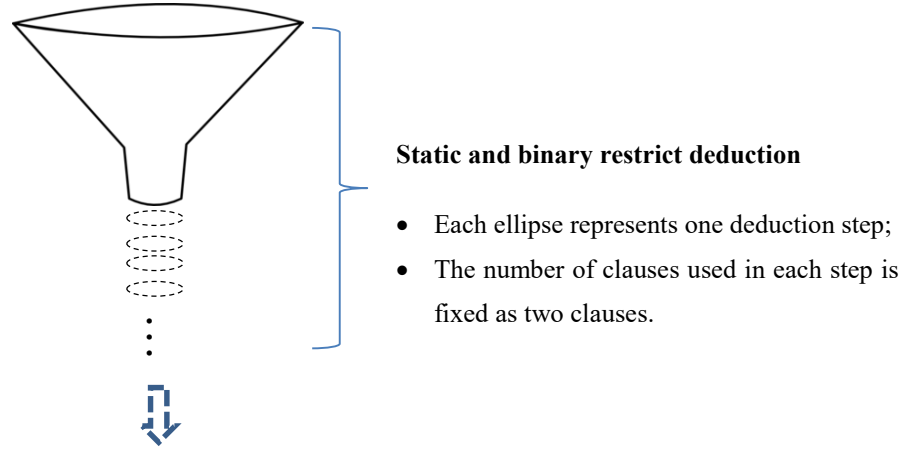 Static and binary restrict deduction
• Each ellipse represents one deduction step;
• The number of clauses used in each step is
fixed as two clauses.